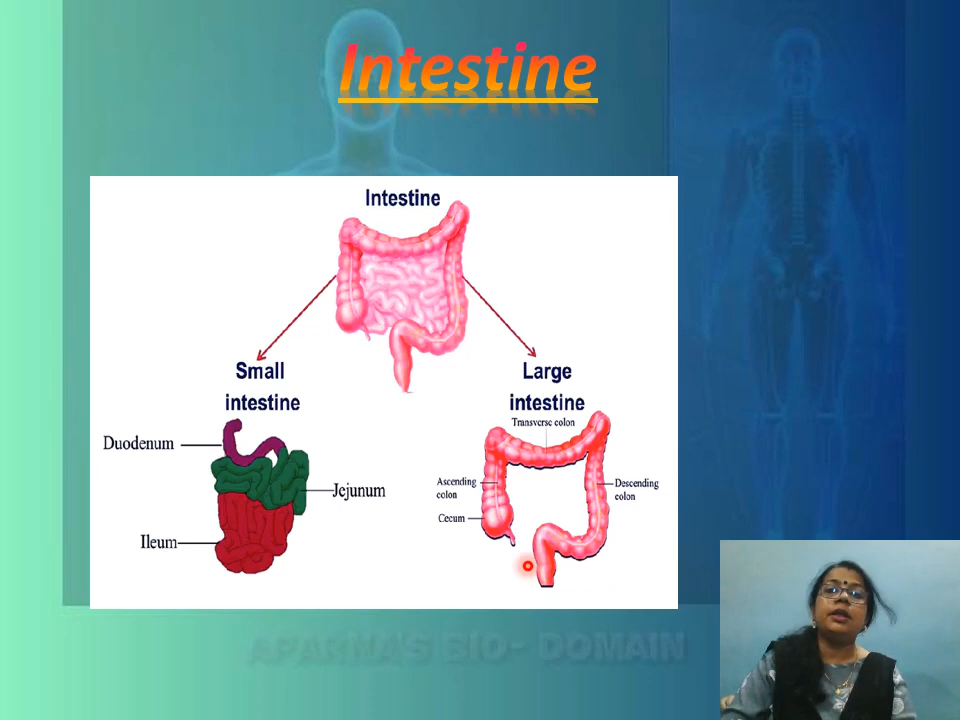 Intestine
Intestine
Small
intestine
Large
intestine
Transverse colon
Duodenum
Jejunum
Ileum
Ascending
colon
Descending
colon
Cecum
APARNA'S BIO- DOMAIN